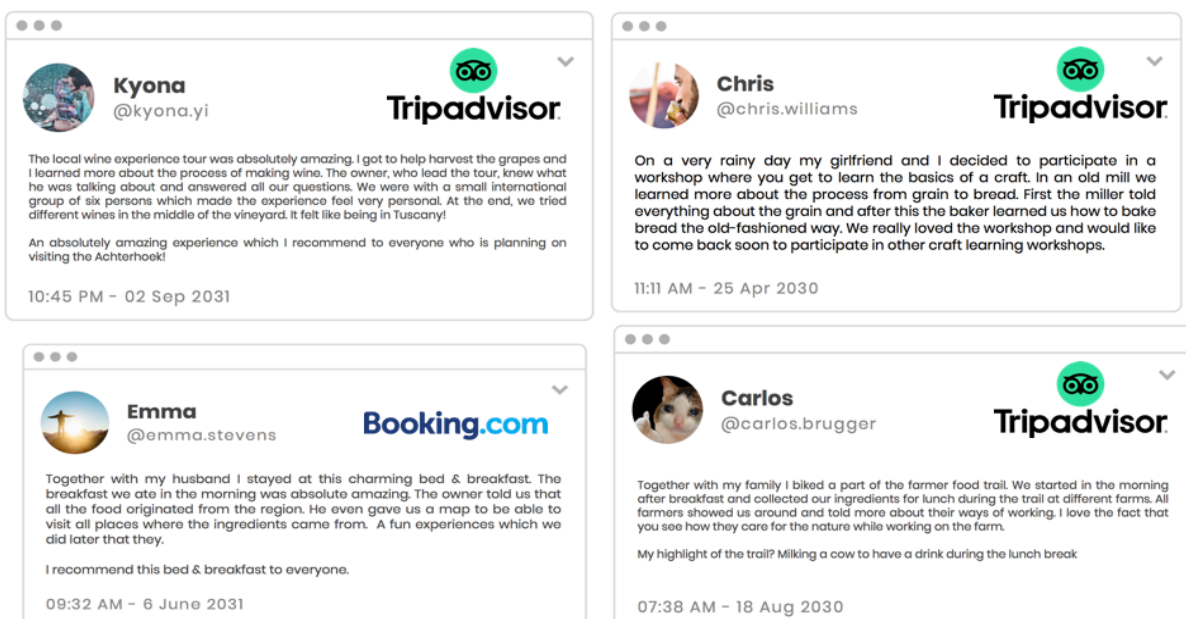 Kyona
@kyona.yi
Tripadvisor
The local wine experience tour was absolutely amazing. I got to help harvest the grapes and
I learned more about the process of making wine. The owner, who lead the tour, knew what
he was talking about and answered all our questions. We were with a small international
group of six persons which made the experience feel very personal. At the end, we tried
different wines in the middle of the vineyard. It felt like being in Tuscany!
An absolutely amazing experience which I recommend to everyone who is planning on
visiting the Achterhoek!
10:45 PM - 02 Sep 2031
Chris
@chris.williams
Tripadvisor
On a very rainy day my girlfriend and I decided to participate in a
workshop where you get to learn the basics of a craft. In an old mill we
learned more about the process from grain to bread. First the miller told
everything about the grain and after this the baker learned us how to bake
bread the old-fashioned way. We really loved the workshop and would like
to come back soon to participate in other craft learning workshops.
11:11 AM - 25 Apr 2030
Emma
@emma.stevens
Booking.com
Together with my husband I stayed at this charming bed & breakfast. The
breakfast we ate in the morning was absolute amazing. The owner told us that
all the food originated from the region. He even gave us a map to be able to
visit all places where the ingredients came from. A fun experiences which we
did later that they.
I recommend this bed & breakfast to everyone.
09:32 AM - 6 June 2031
Carlos
@carlos.brugger
Tripadvisor
Together with my family I biked a part of the farmer food trail. We started in the morning
after breakfast and collected our ingredients for lunch during the trail at different farms. All
farmers showed us around and told more about their ways of working. I love the fact that
you see how they care for the nature while working on the farm.
My highlight of the trail? Milking a cow to have a drink during the lunch break
07:38 AM - 18 Aug 2030